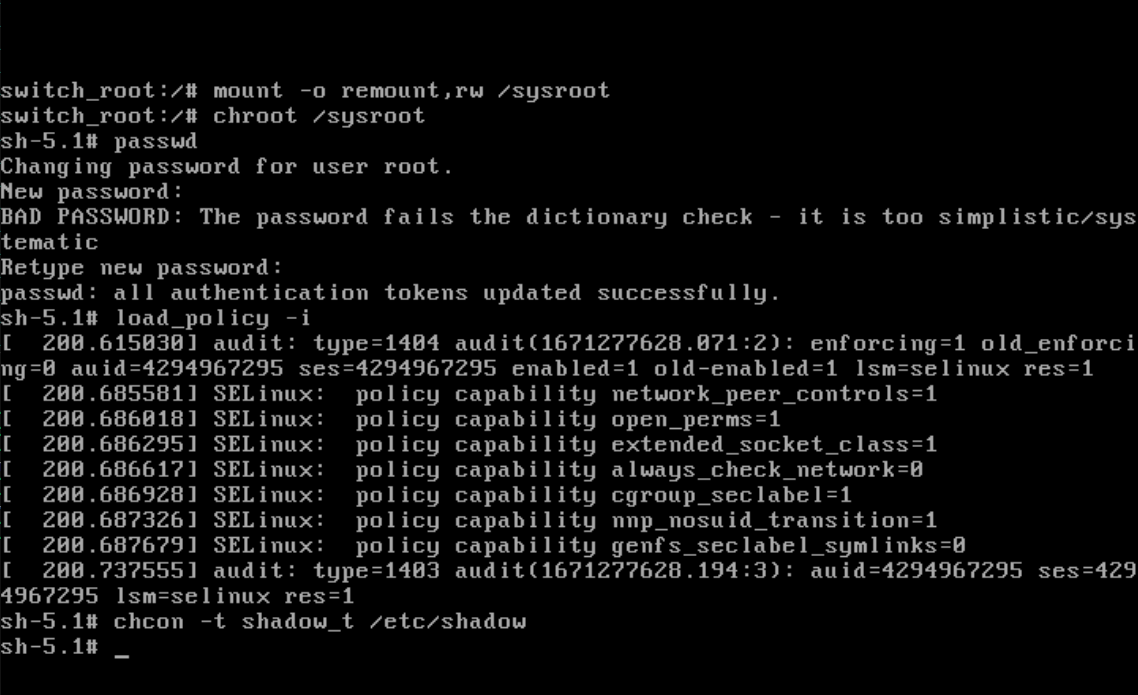 switch_root:/# mount -o remount,rw /sysroot
switch_root:/# chroot /sysroot
sh-5.1# passwd
Changing password for user root.
New password:
BAD PASSWORD: The password fails the dictionary check - it is too simplistic/sys
tematic
Retype new password:
passwd: all authentication tokens updated successfully.
sh-5.1# load_policy -i
[  200.615030] audit: type=1404 audit(1671277628.071:2): enforcing=1 old_enforci
ng=0 auid=4294967295 ses=4294967295 enabled=1 old-enabled=1 lsm=selinux res=1
[  200.685581] SELinux:  policy capability network_peer_controls=1
[  200.686018] SELinux:  policy capability open_perms=1
[  200.686295] SELinux:  policy capability extended_socket_class=1
[  200.686617] SELinux:  policy capability always_check_network=0
[  200.686928] SELinux:  policy capability cgroup_seclabel=1
[  200.687326] SELinux:  policy capability nnp_nosuid_transition=1
[  200.687679] SELinux:  policy capability genfs_seclabel_symlinks=0
[  200.737555] audit: type=1403 audit(1671277628.194:3): auid=4294967295 ses=429
4967295 lsm=selinux res=1
sh-5.1# chcon -t shadow_t /etc/shadow
sh-5.1# _